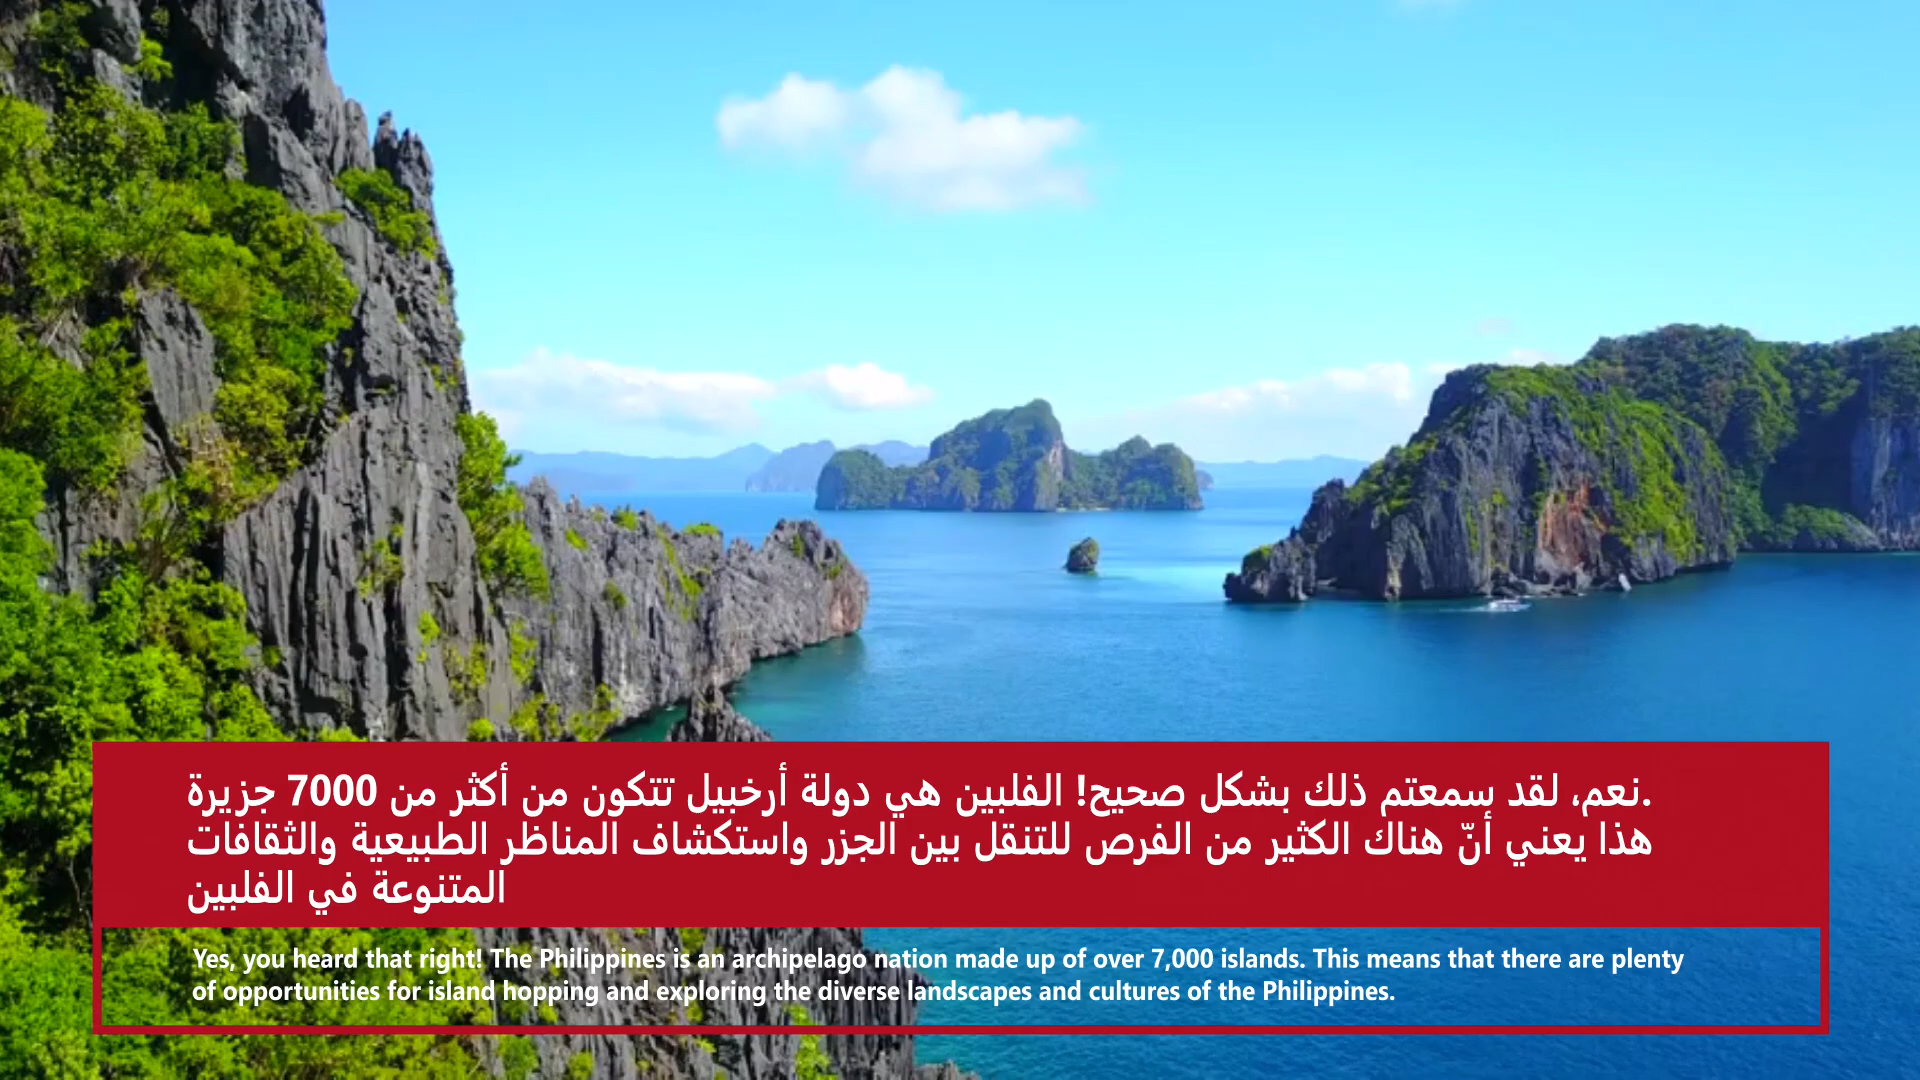 نعم، لقد سمعتم ذلك بشكل صحيح! الفلبين هي دولة أرخبيل تتكون من أكثر من 7000 جزيرة.
هذا يعني أنّ هناك الكثير من الفرص للتنقل بين الجزر واستكشاف المناظر الطبيعية والثقافات
المتنوعة في الفلبين
Yes, you heard that right! The Philippines is an archipelago nation made up of over 7,000 islands. This means that there are plenty
of opportunities for island hopping and exploring the diverse landscapes and cultures of the Philippines.